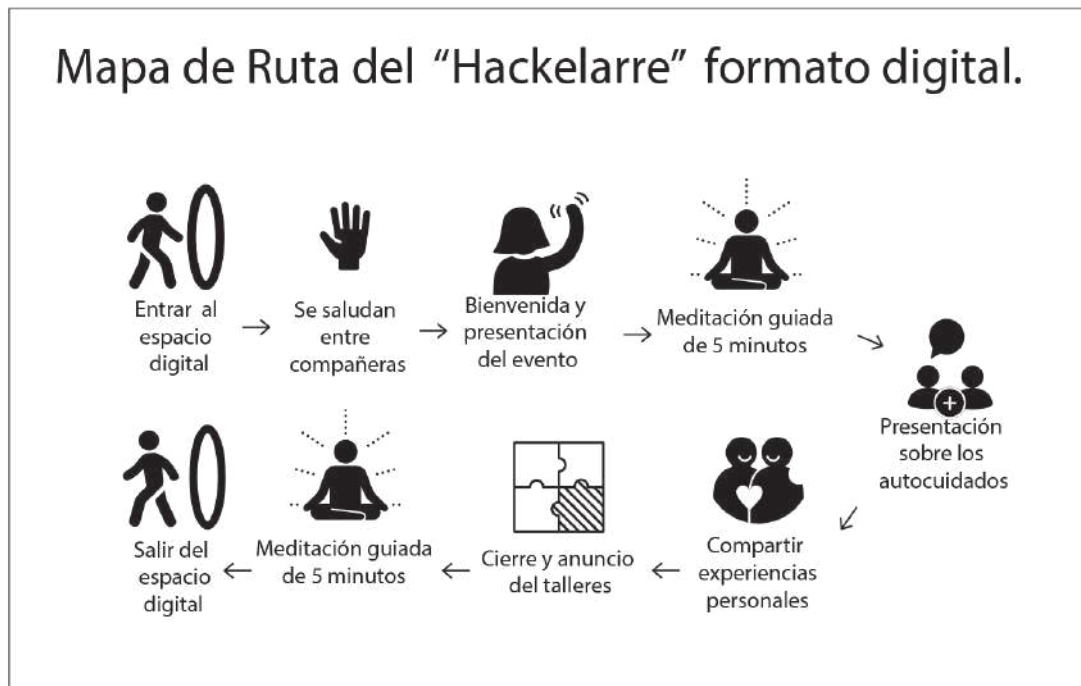 Mapa de Ruta del “Hackelarre” formato digital.
Entrar al
espacio
digital
Se saludan
entre
compañeras
Bienvenida y
presentación
del evento
Meditación guiada
de 5 minutos
Presentación
sobre los
autocuidados
Compartir
experiencias
personales
Cierre y anuncio
del talleres
Meditación guiada
de 5 minutos
Salir del
espacio
digital